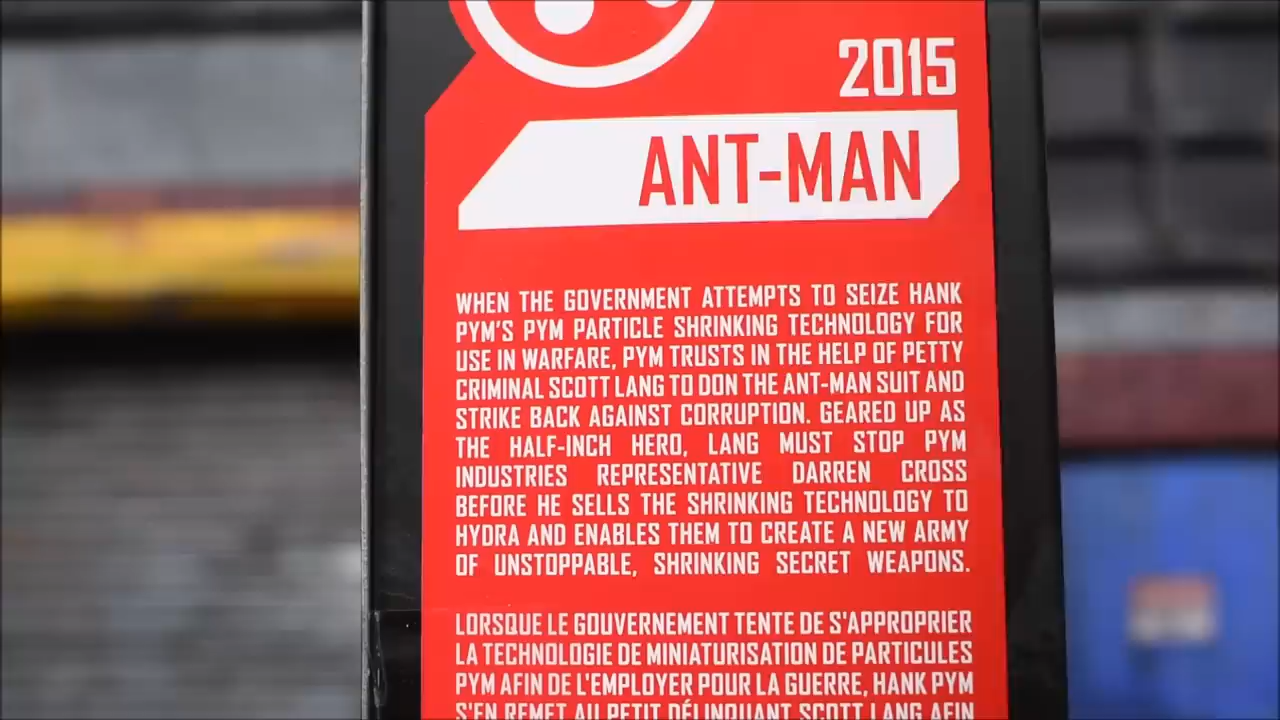 2015
ANT-MAN
WHEN THE GOVERNMENT ATTEMPTS TO SEIZE HANK
PYM'S PYM PARTICLE SHRINKING TECHNOLOGY FOR
USE IN WARFARE, PYM TRUSTS IN THE HELP OF PETTY
CRIMINAL SCOTT LANG TO DON THE ANT-MAN SUIT AND
STRIKE BACK AGAINST CORRUPTION. GEARED UP AS
THE HALF-INCH HERO, LANG MUST STOP PYM
INDUSTRIES REPRESENTATIVE DARREN CROSS
BEFORE HE SELLS THE SHRINKING TECHNOLOGY TO
HYDRA AND ENABLES THEM TO CREATE A NEW ARMY
OF UNSTOPPABLE, SHRINKING SECRET WEAPONS.
LORSQUE LE GOUVERNEMENT TENTE DE S'APPROPRIER
LA TECHNOLOGIE DE MINIATURISATION DE PARTICULES
PYM AFIN DE L'EMPLOYER POUR LA GUERRE, HANK PYM
S'EN REMET AU PETIT DÉLINQUANT SCOTT LANG AFIN